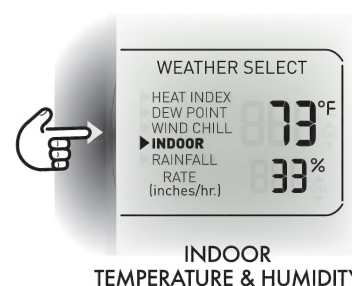 WEATHER SELECT
HEAT INDEX
DEW POINT
WIND CHILL
INDOOR
RAINFALL
RATE
(inches/hr.)
73°F
33%
INDOOR
TEMPERATURE & HUMIDITY